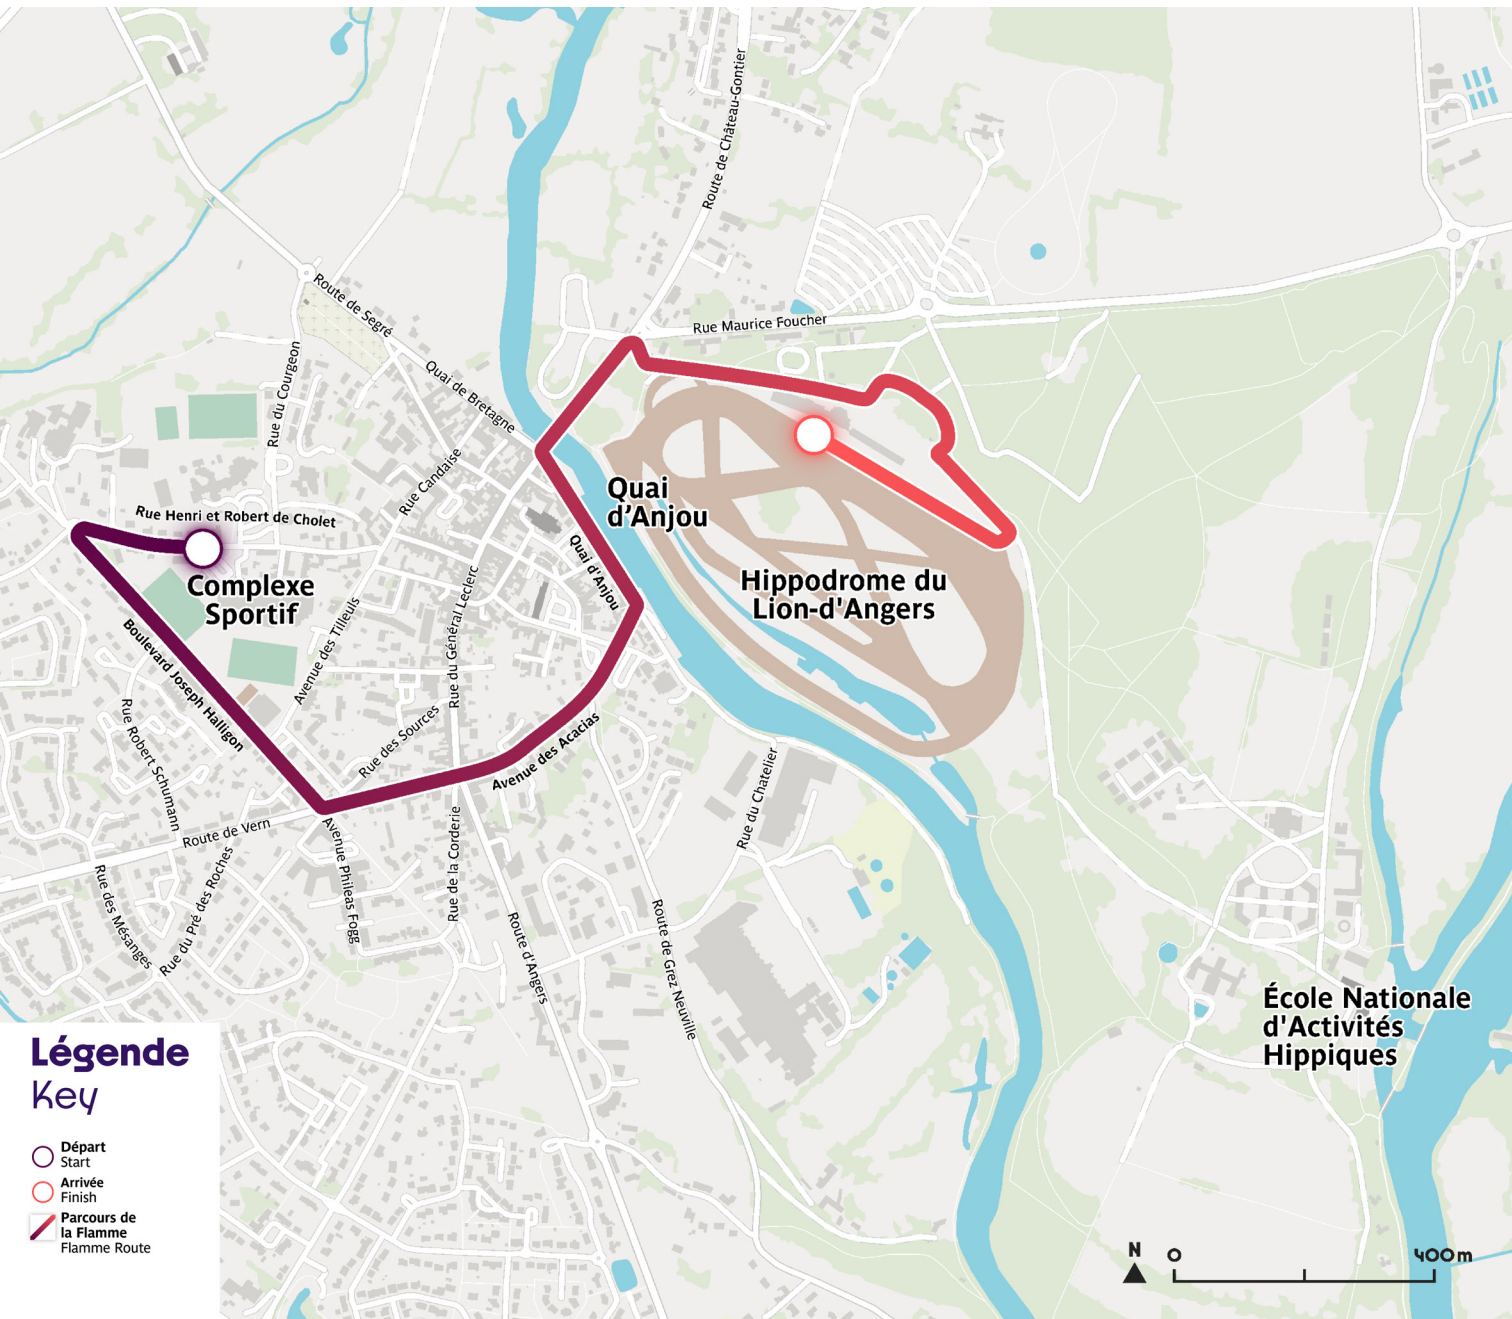 Route de Château-Gontier
Route de Segré
Rue Maurice Foucher
Quai de Bretagne
Rue du Courgeon
Rue Candaise
Quai
d'Anjou
Rue Henri et Robert de Cholet
Complexe
Sportif
Quai d'Anjou
Hippodrome du
Lion-d'Angers
Rue du Général Leclerc
Avenue des Tilleuls
Boulevard Joseph Halligon
Rue Robert Schumann
Rue des Sources
Avenue des Acacias
Rue du Chatelier
Route de Vern
Avenue Phileas Fogg
Rue de la Corderie
Rue des Mésanges
Rue du Pré des Roches
Route d'Angers
Route de Grez Neuville
École Nationale
d'Activités
Hippiques
Légende
Key
Départ
Start
Arrivée
Finish
Parcours de
la Flamme
Flamme Route
N
0
400m